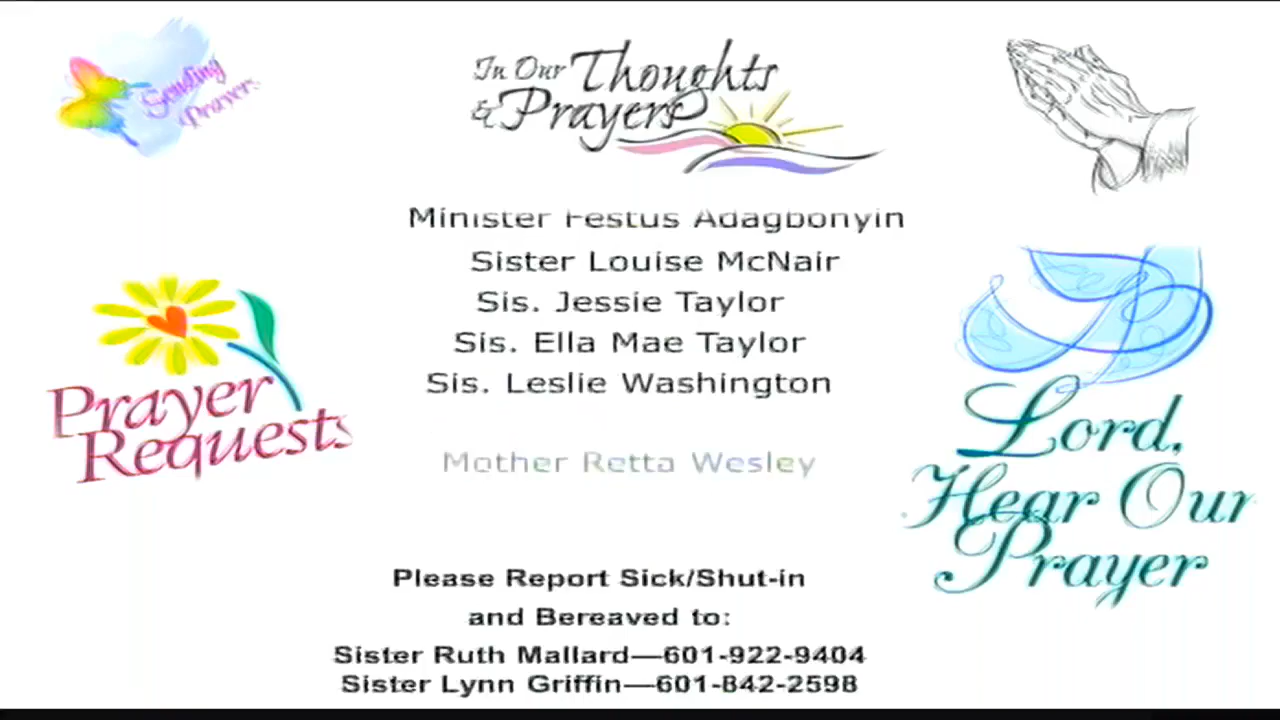 Sending
Prayers
In Our Thoughts
& Prayers
Minister Festus Adagbonyin
Sister Louise McNair
Sis. Jessie Taylor
Sis. Ella Mae Taylor
Sis. Leslie Washington
Mother Retta Wesley
Prayer
Requests
Lord,
Hear Our
Prayer
Please Report Sick/Shut-in
and Bereaved to:
Sister Ruth Mallard—601-922-9404
Sister Lynn Griffin—601-842-2598